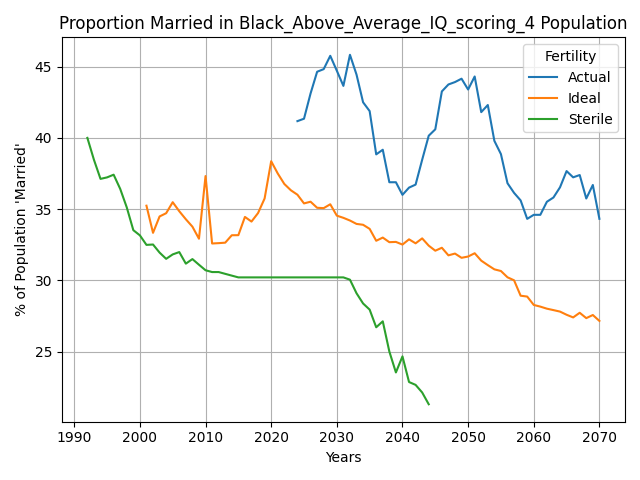 Proportion Married in Black_Above_Average_IQ_scoring_4 Population
Fertility
Actual
Ideal
Sterile
% of Population 'Married'
45
40
35
30
25
1990 2000 2010 2020 2030 2040 2050 2060 2070
Years